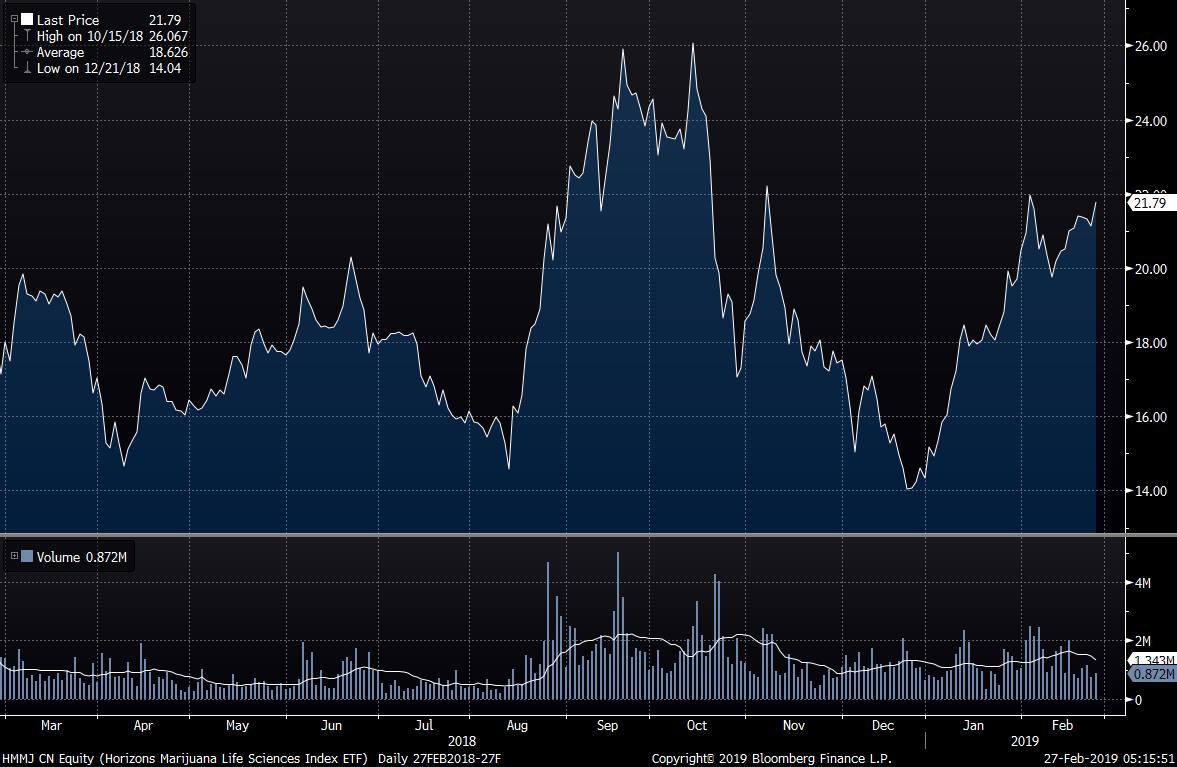 Last Price 21.79
High on 10/15/18 26.067
Average 18.626
Low on 12/21/18 14.04
26.00
24.00
22.00
21.79
20.00
18.00
16.00
14.00
Volume 0.872M
4M
2M
1.343M
0.872M
0
Mar Apr May Jun Jul Aug Sep Oct Nov Dec Jan Feb
2018 2019
HMMJ CN Equity (Horizons Marijuana Life Sciences Index ETF) Daily 27FEB2018-27F Copyright© 2019 Bloomberg Finance L.P. 27-Feb-2019 05:15:51